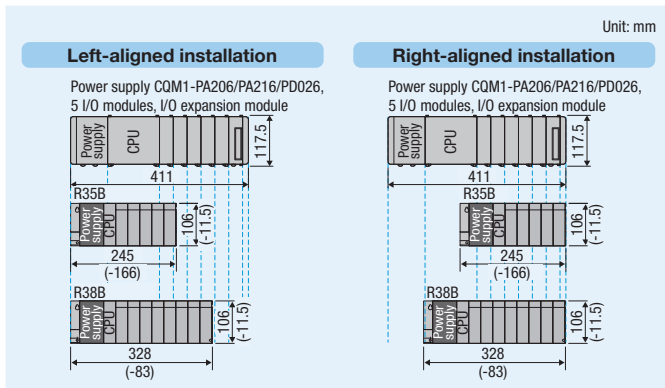 Unit: mm
Left-aligned installation
Power supply CQM1-PA206/PA216/PD026,
5 I/O modules, I/O expansion module
Power
supply
CPU
117.5
411
R35B
Power
supply
CPU
106
(-11.5)
245
(-166)
R38B
Power
supply
CPU
106
(-11.5)
328
(-83)
Right-aligned installation
Power supply CQM1-PA206/PA216/PD026,
5 I/O modules, I/O expansion module
Power
supply
CPU
117.5
411
R35B
Power
supply
CPU
106
(-11.5)
245
(-166)
R38B
Power
supply
CPU
106
(-11.5)
328
(-83)